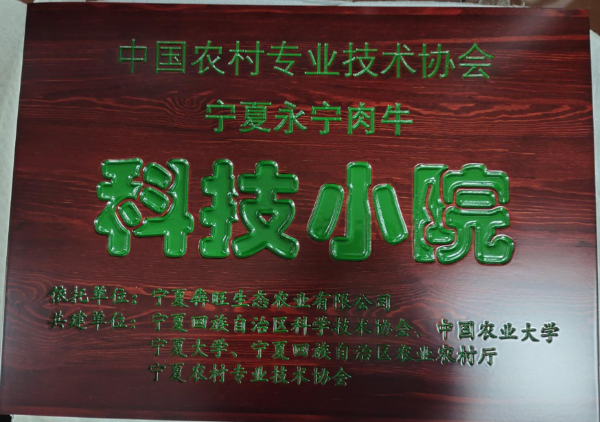 中国农村专业技术协会
宁夏永宁肉牛
科技小院
依托单位：宁夏犇旺生态农业有限公司
共建单位：宁夏回族自治区科学技术协会、中国农业大学
宁夏大学、宁夏回族自治区农业农村厅
宁夏农村专业技术协会